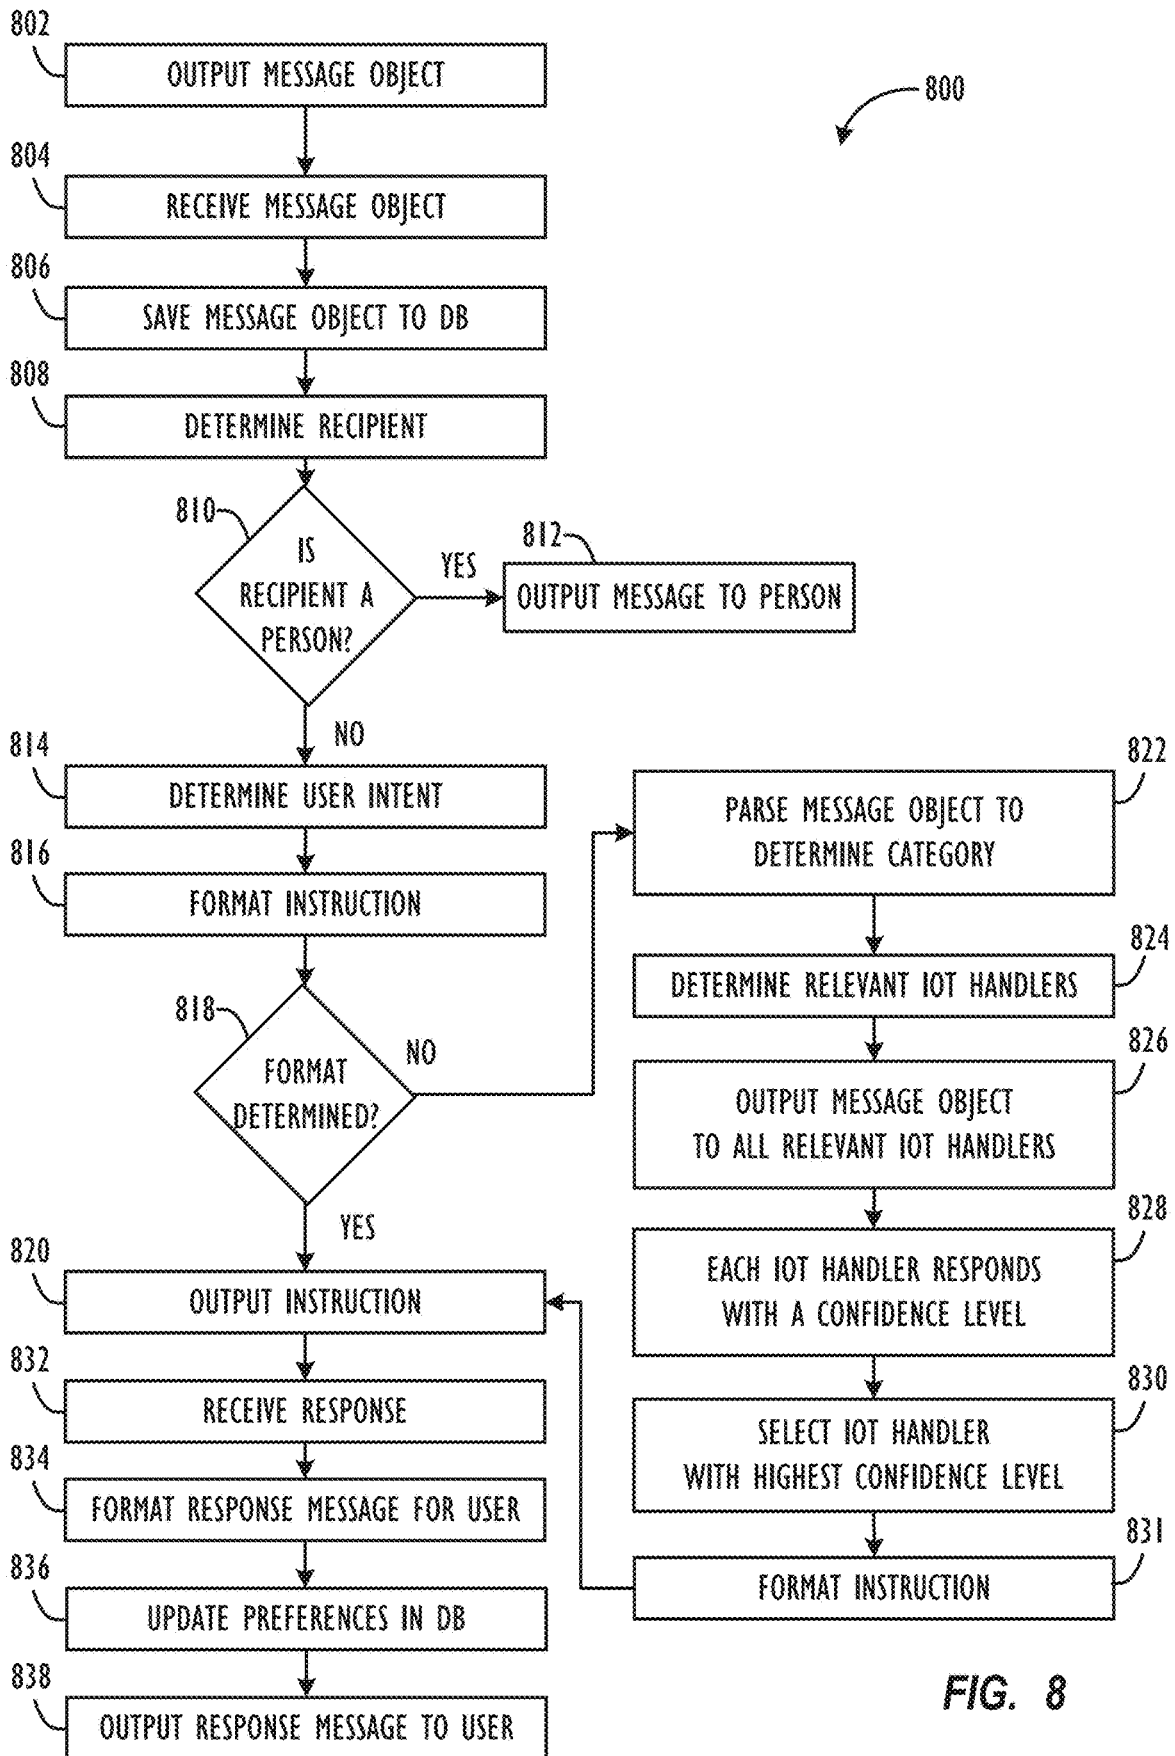 802
OUTPUT MESSAGE OBJECT
800
804
RECEIVE MESSAGE OBJECT
806
SAVE MESSAGE OBJECT TO DB
808
DETERMINE RECIPIENT
810
IS
RECIPIENT A
PERSON?
YES
812
OUTPUT MESSAGE TO PERSON
NO
814
DETERMINE USER INTENT
816
FORMAT INSTRUCTION
818
FORMAT
DETERMINED?
NO
YES
822
PARSE MESSAGE OBJECT TO
DETERMINE CATEGORY
824
DETERMINE RELEVANT IOT HANDLERS
826
OUTPUT MESSAGE OBJECT
TO ALL RELEVANT IOT HANDLERS
828
EACH IOT HANDLER RESPONDS
WITH A CONFIDENCE LEVEL
830
SELECT IOT HANDLER
WITH HIGHEST CONFIDENCE LEVEL
831
FORMAT INSTRUCTION
820
OUTPUT INSTRUCTION
832
RECEIVE RESPONSE
834
FORMAT RESPONSE MESSAGE FOR USER
836
UPDATE PREFERENCES IN DB
838
OUTPUT RESPONSE MESSAGE TO USER
FIG. 8